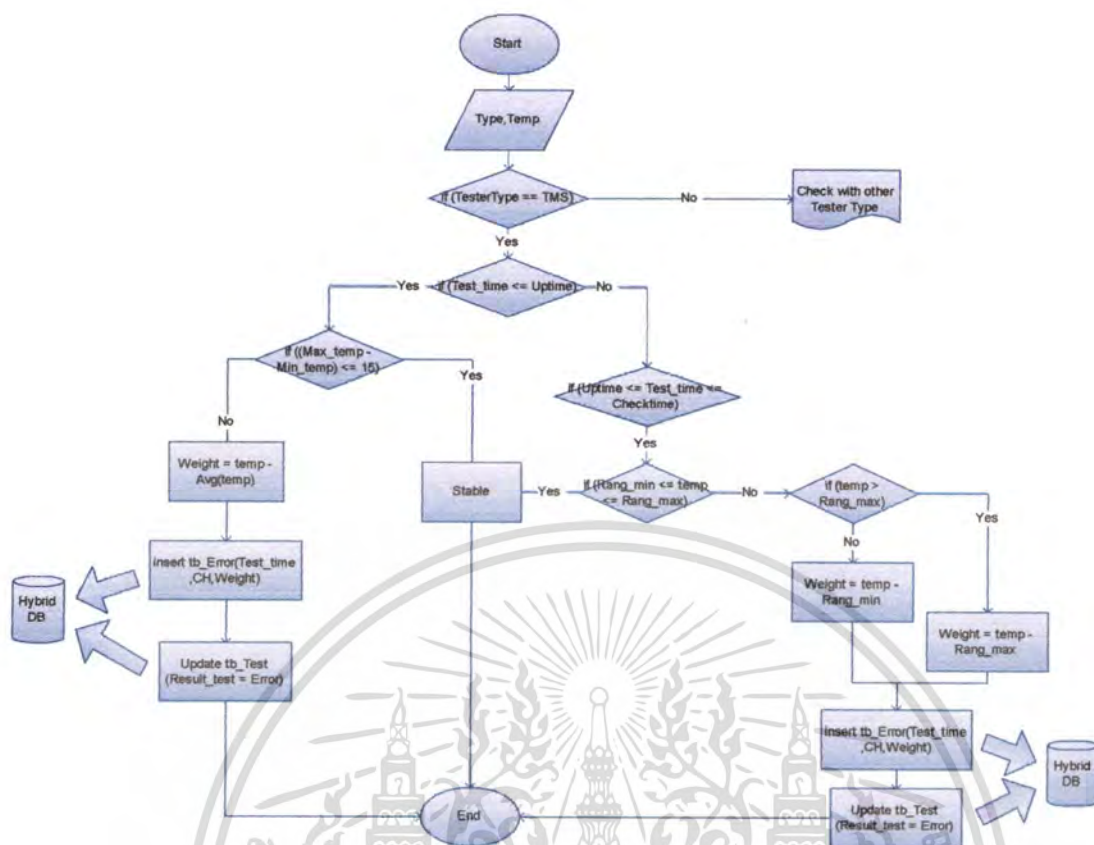 Start
Type,Temp
if (TesterType == TMS)
No
Check with other
Tester Type
Yes
Yes
if (Test_time <= Uptime)
No
if ((Max_temp -
Min_temp) <= 15)
Yes
if (Uptime <= Test_time <=
Checktime)
No
Yes
Weight = temp -
Avg(temp)
Stable
Yes
if (Rang_min <= temp
<= Rang_max)
No
if (temp >
Rang_max)
Yes
No
Insert tb_Error(Test_time
,CH,Weight)
Weight = temp -
Rang_min
Hybrid
DB
Weight = temp -
Rang_max
Update tb_Test
(Result_test = Error)
Insert tb_Error(Test_time
,CH,Weight)
Hybrid
DB
End
Update tb_Test
(Result_test = Error)